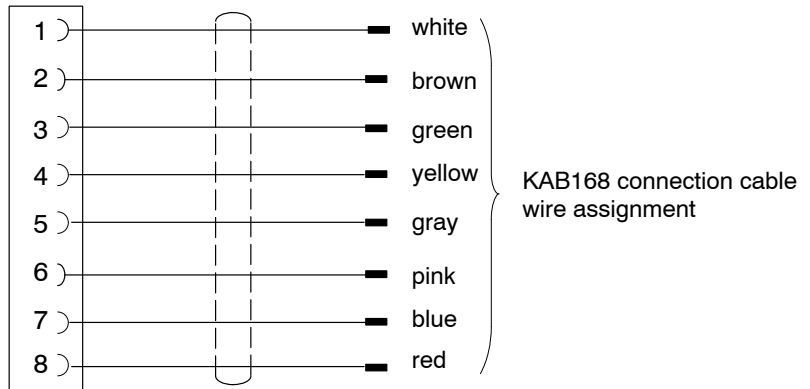 1 white
2 brown
3 green
4 yellow
5 gray
6 pink
7 blue
8 red
KAB168 connection cable
wire assignment